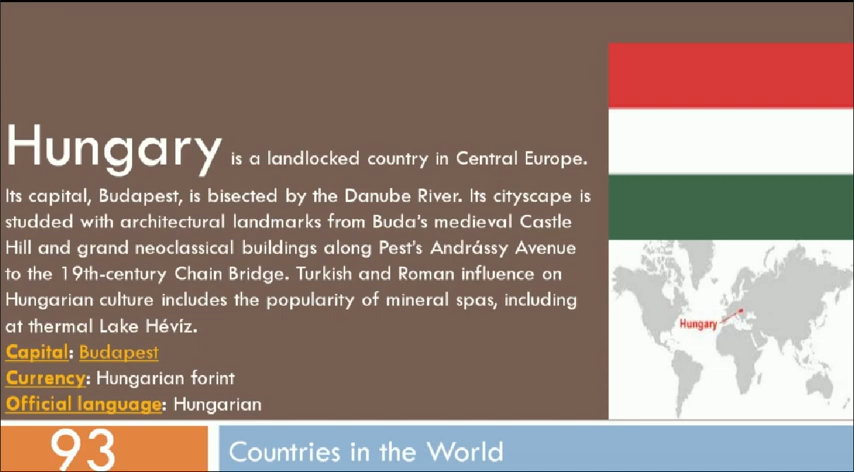 Hungary is a landlocked country in Central Europe.
Its capital, Budapest, is bisected by the Danube River. Its cityscape is
studded with architectural landmarks from Buda's medieval Castle
Hill and grand neoclassical buildings along Pest's Andrássy Avenue
to the 19th-century Chain Bridge. Turkish and Roman influence on
Hungarian culture includes the popularity of mineral spas, including
at thermal Lake Hévíz.
Capital: Budapest
Currency: Hungarian forint
Official language: Hungarian
Hungary
93
Countries in the World